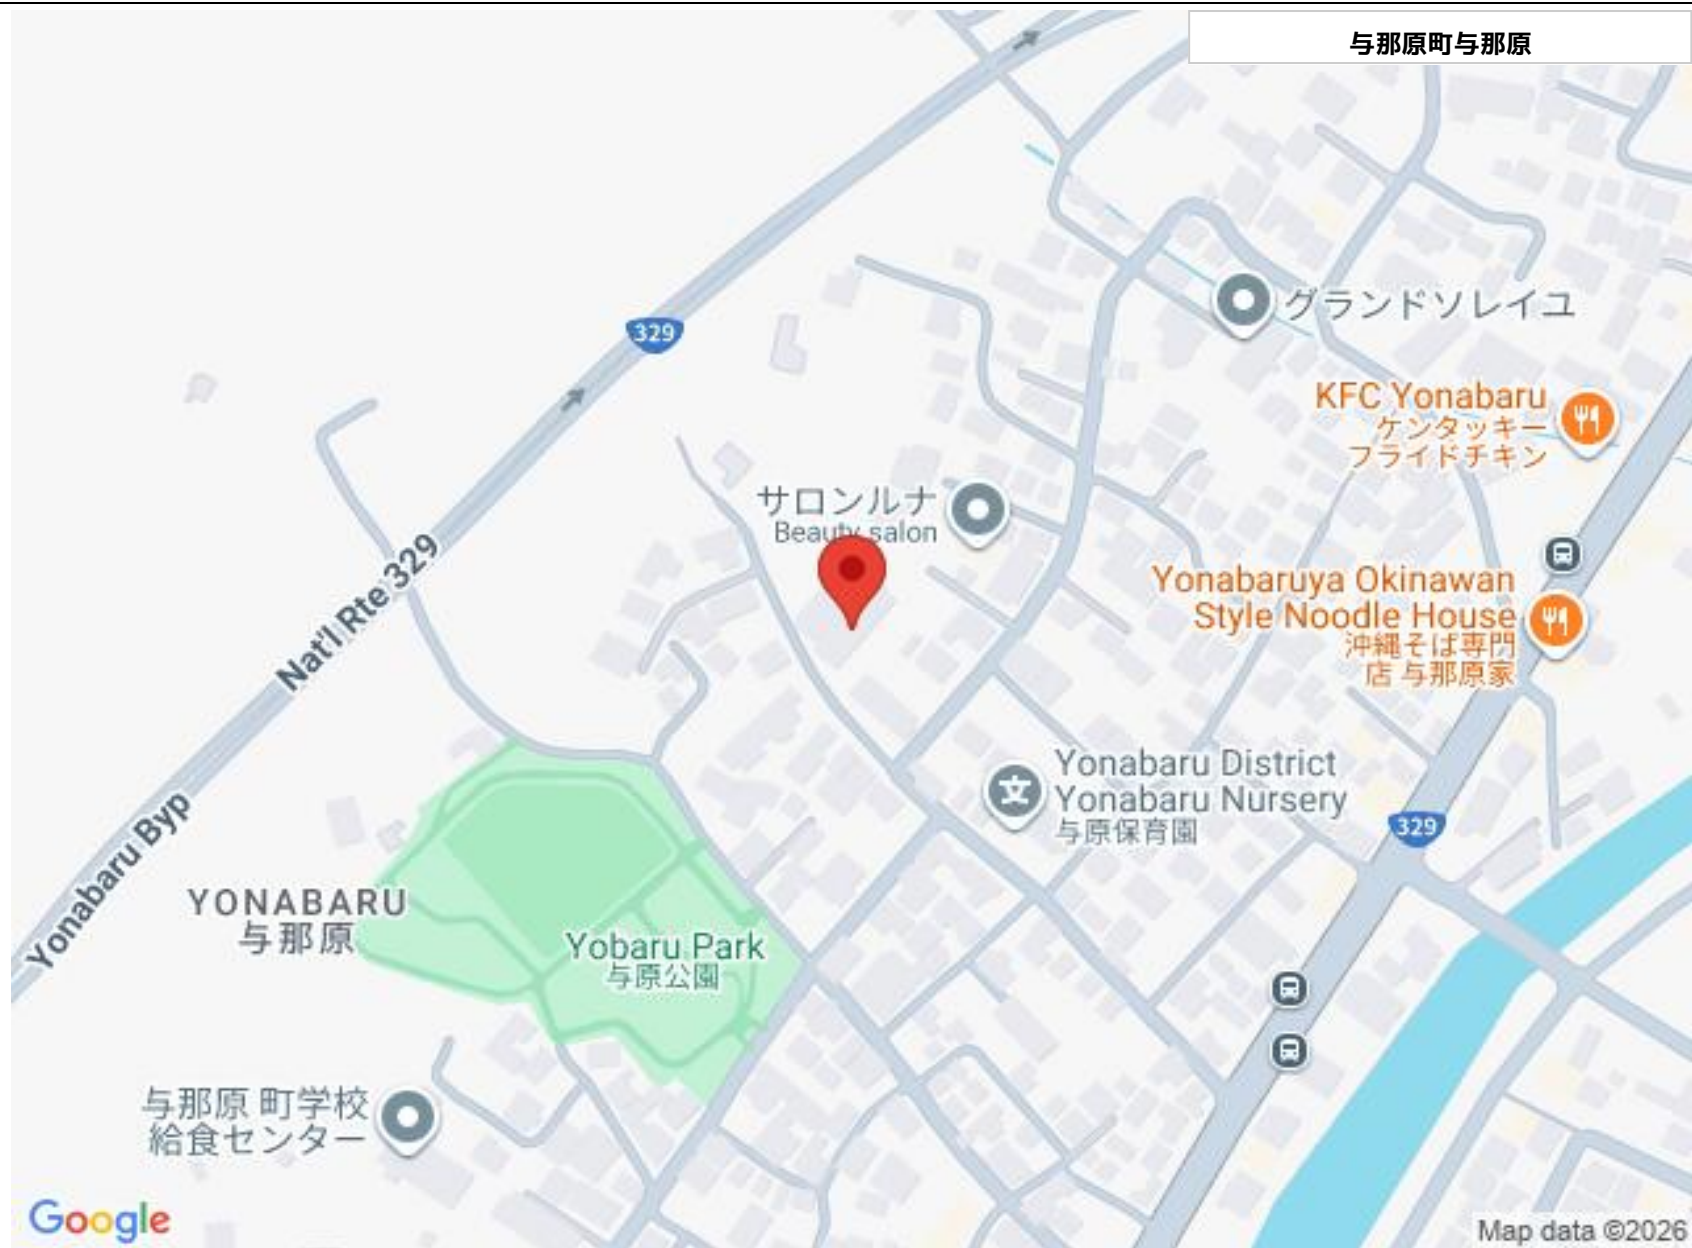 与那原町与那原
329
グランドソレイユ
KFC Yonabaru
ケンタッキー
フライドチキン
サロンルナ
Beauty salon
Nat'l Rte 329
Yonabaruya Okinawan
Style Noodle House
沖縄そば専門
店 与那原家
Yonabaru District
Yonabaru Nursery
与原保育園
文
329
Yonabaru Byp
YONABARU
与那原
Yobaru Park
与原公園
与那原 町学校
給食センター
Google
Map data ©2026